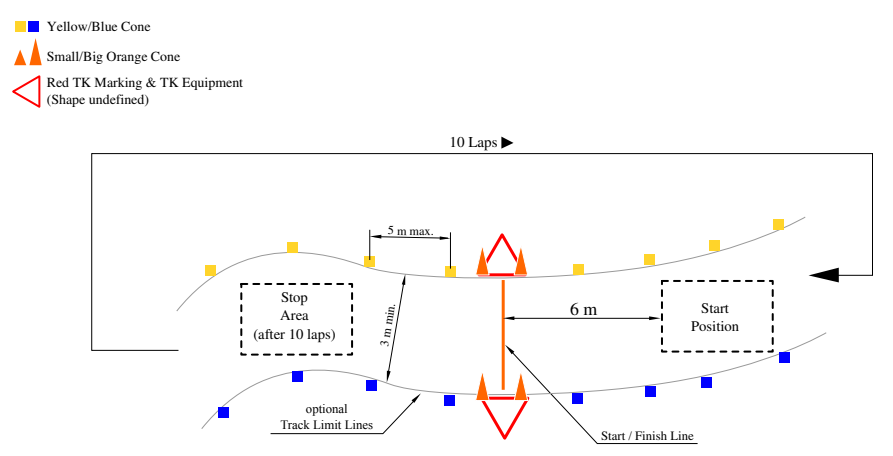 Yellow/Blue Cone
Small/Big Orange Cone
Red TK Marking & TK Equipment
(Shape undefined)
10 Laps
5 m max.
Stop
Area
(after 10 laps)
3 m min.
6 m
Start
Position
optional
Track Limit Lines
Start / Finish Line